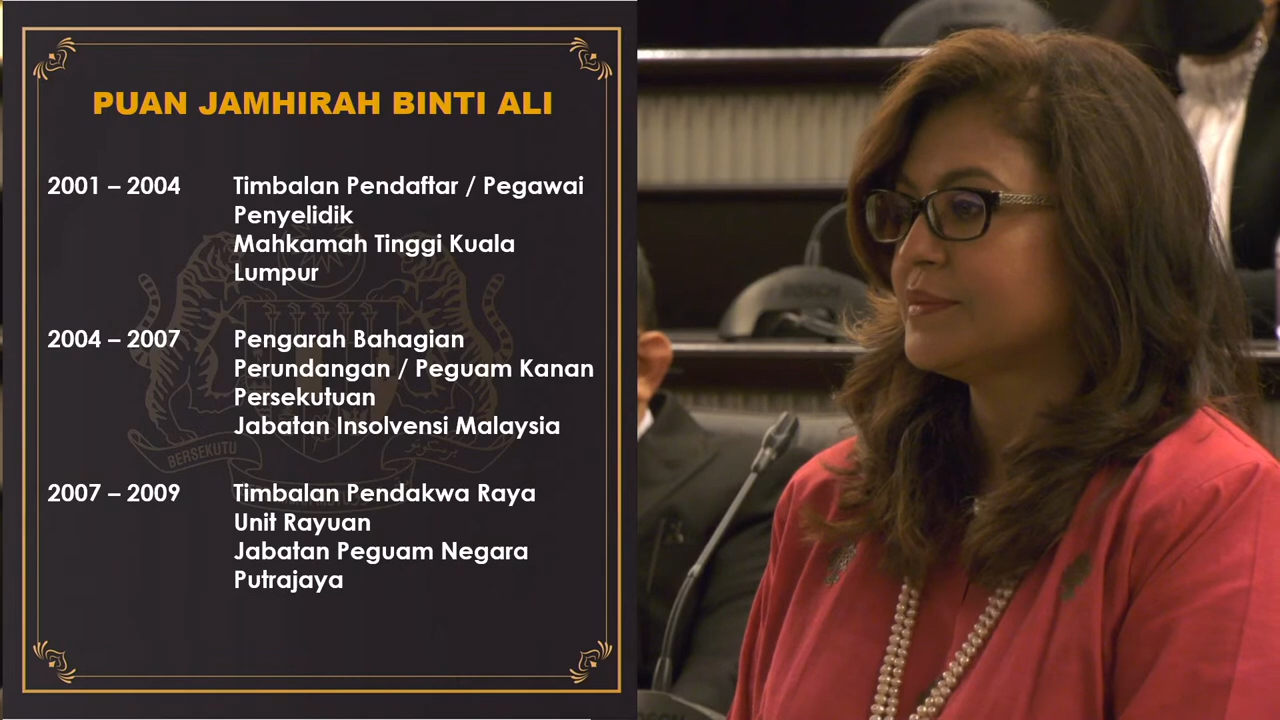 PUAN JAMHIRAH BINTI ALI
2001 – 2004 Timbalan Pendaftar / Pegawai
Penyelidik
Mahkamah Tinggi Kuala
Lumpur
2004 – 2007 Pengarah Bahagian
Perundangan / Peguam Kanan
Persekutuan
Jabatan Insolvensi Malaysia
BERSEKUTU
2007 – 2009 Timbalan Pendakwa Raya
Unit Rayuan
Jabatan Peguam Negara
Putrajaya